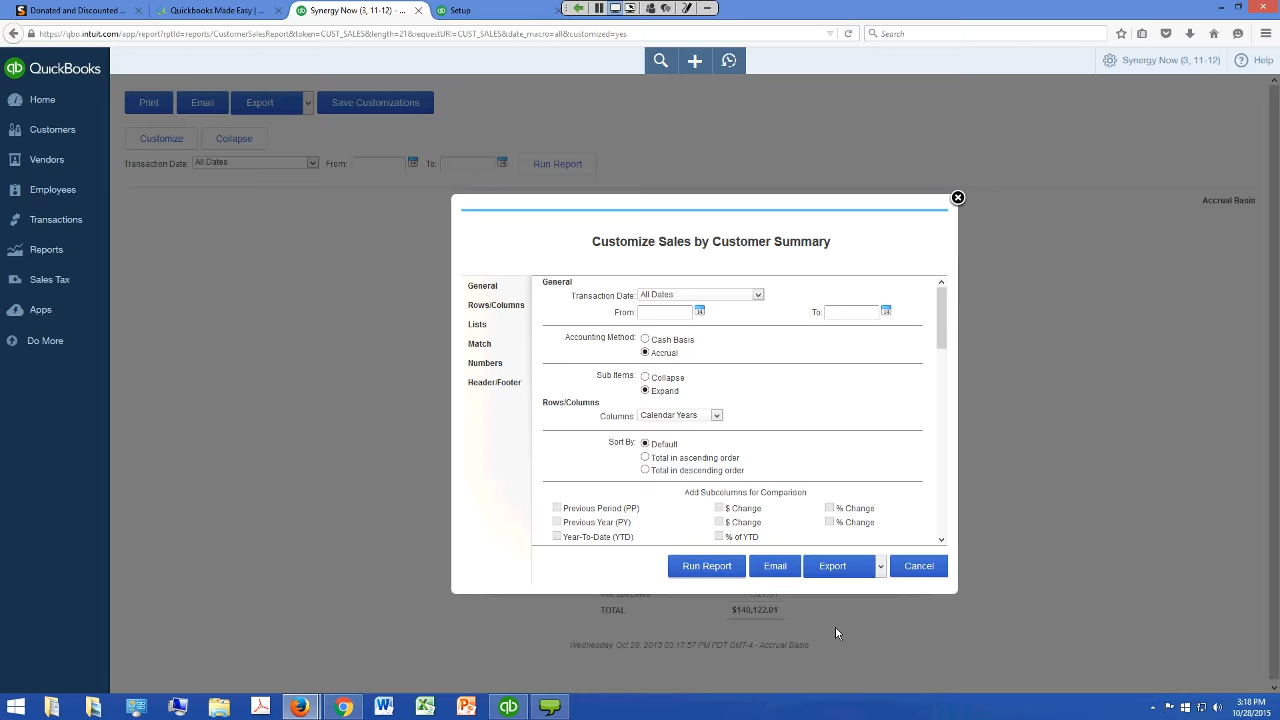 Donated and Discounted ...
Quickbooks Made Easy | ...
Synergy Now (3, 11-12) - ...
Setup
https://qbo.intuit.com/app/report?rptId=reports/CustomerSalesReport&token=CUST_SALES&length=21&requestURI=CUST_SALES&date_macro=all&customized=yes
Search
QuickBooks
Synergy Now (3, 11-12)
Help
Home
Customers
Vendors
Employees
Transactions
Reports
Sales Tax
Apps
Do More
Print
Email
Export
Save Customizations
Customize
Collapse
Transaction Date: All Dates From: To: Run Report
Accrual Basis
Customize Sales by Customer Summary
General
Rows/Columns
Lists
Match
Numbers
Header/Footer
General
Transaction Date: All Dates
From To:
Accounting Method: Cash Basis
Accrual
Sub Items: Collapse
Expand
Rows/Columns
Columns Calendar Years
Sort By: Default
Total in ascending order
Total in descending order
Add Subcolumns for Comparison
Previous Period (PP) $ Change % Change
Previous Year (PY) $ Change % Change
Year-To-Date (YTD) % of YTD
Run Report Email Export Cancel
TOTAL $140,122.01
Wednesday, Oct 28, 2015 03:17:57 PM PDT GMT-4 - Accrual Basis
3:18 PM
10/28/2015